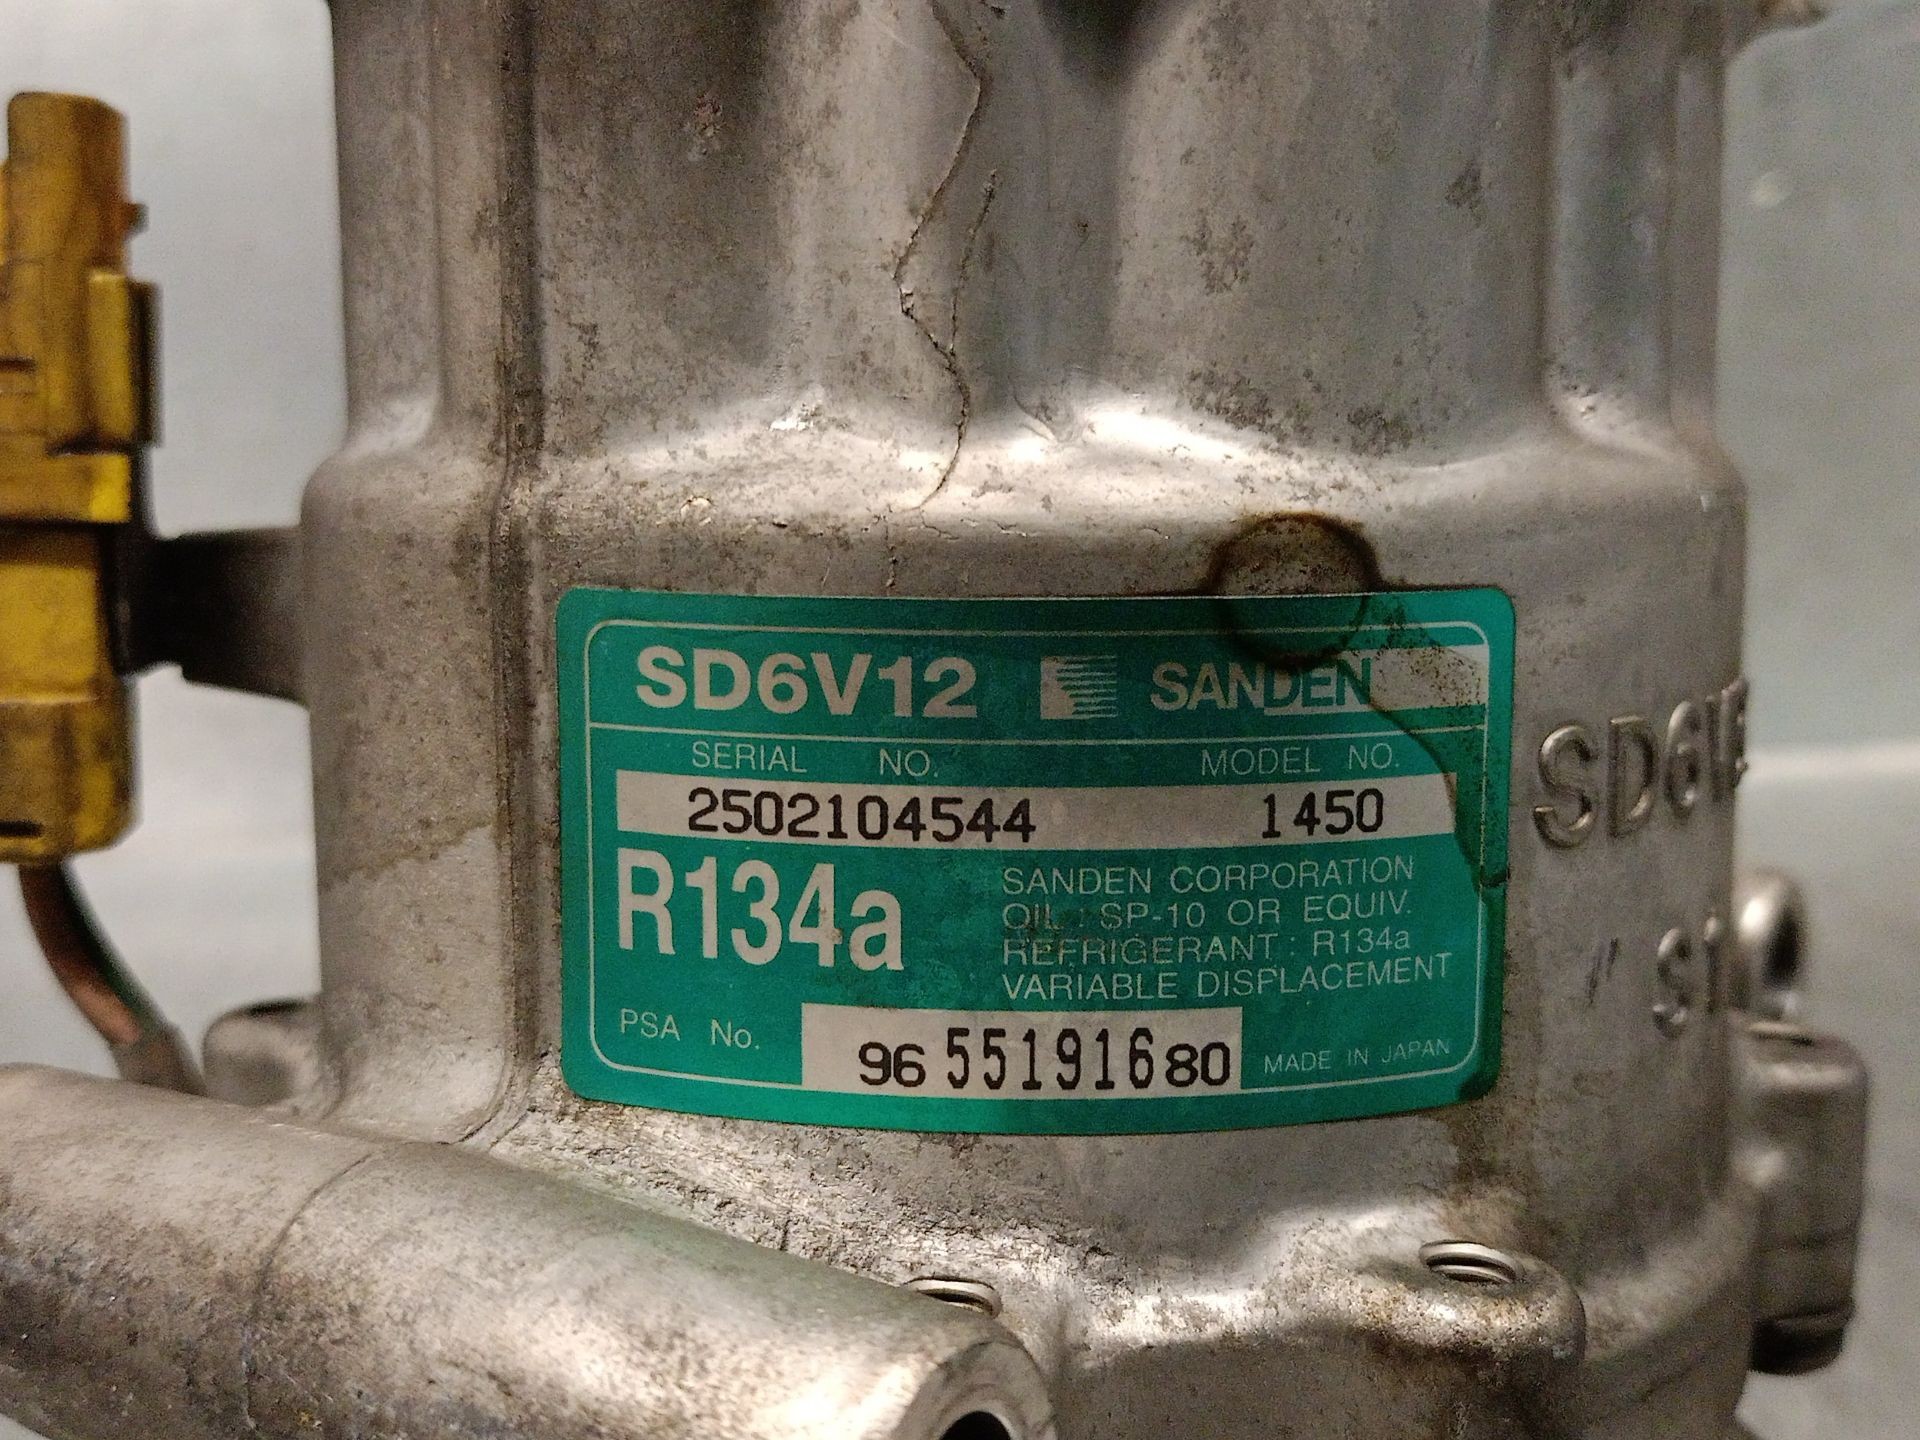 SD6V12 SANDEN
SERIAL NO. MODEL NO.
2502104544 1450
R134a
SANDEN CORPORATION
OIL : SP-10 OR EQUIV.
REFRIGERANT : R134a
VARIABLE DISPLACEMENT
PSA No. 96 551916 80 MADE IN JAPAN